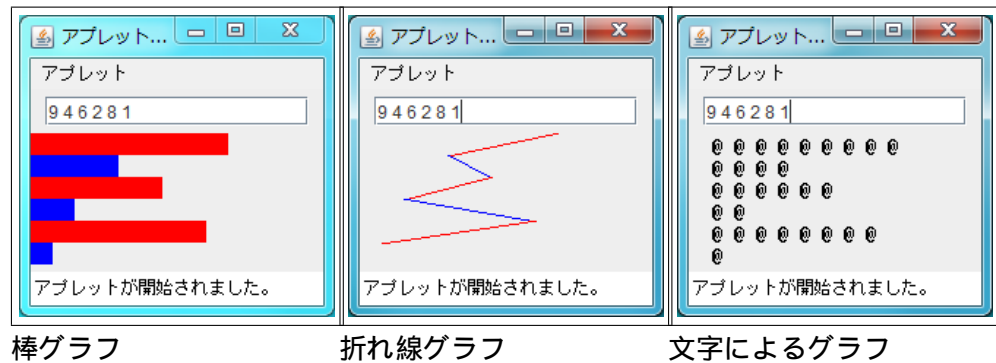 アプレット...
アプレット
946281
アプレットが開始されました。
棒グラフ
アプレット...
アプレット
946281
アプレットが開始されました。
折れ線グラフ
アプレット...
アプレット
946281
@ @ @ @ @ @ @ @ @
@ @ @ @
@ @ @ @ @ @
@ @
@ @ @ @ @ @ @ @
@
アプレットが開始されました。
文字によるグラフ